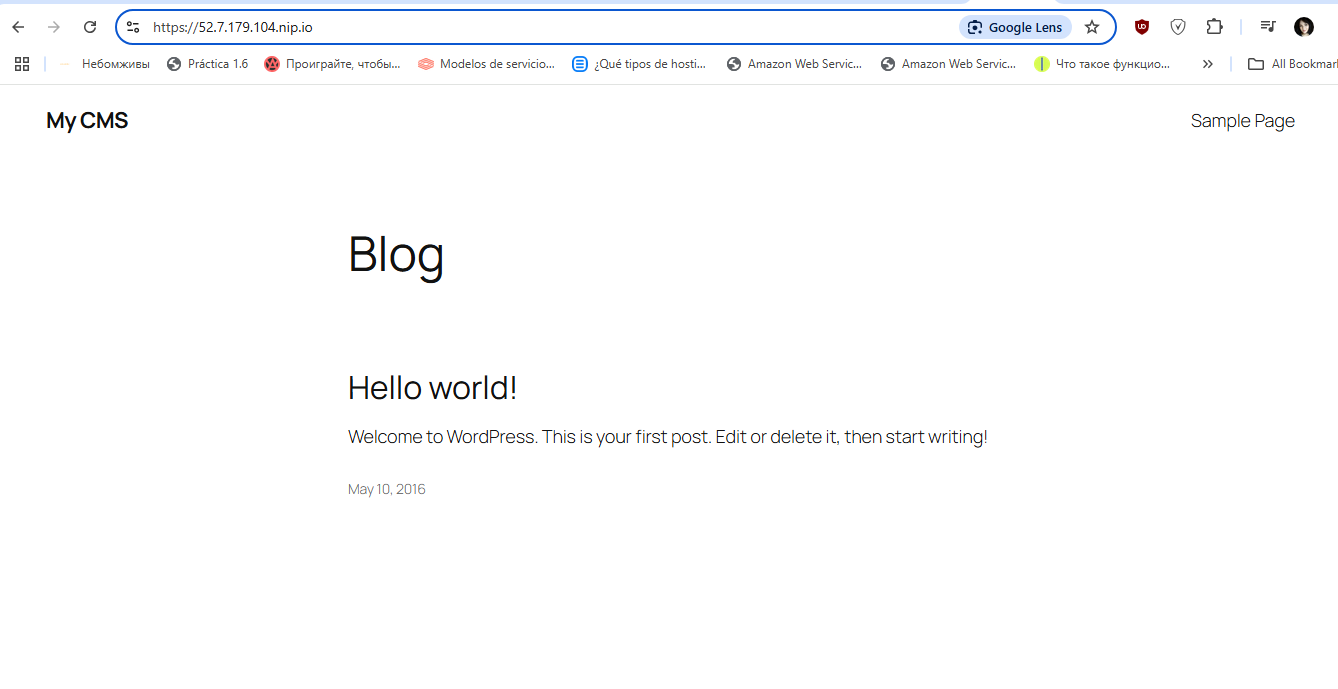 https://52.7.179.104.nip.io
Google Lens
Небомживы
Práctica 1.6
Проиграйте, чтобы...
Modelos de servicio...
¿Qué tipos de hosti...
Amazon Web Servic...
Amazon Web Servic...
Что такое функцио...
All Bookmar
My CMS
Sample Page
Blog
Hello world!
Welcome to WordPress. This is your first post. Edit or delete it, then start writing!
May 10, 2016